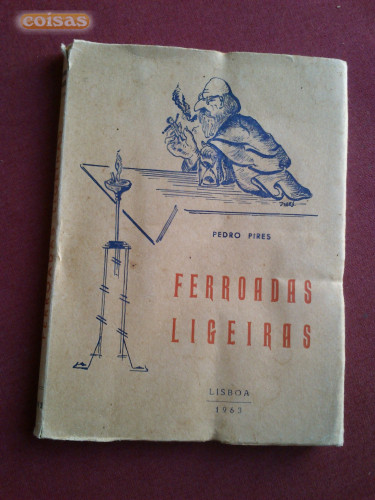 coisas
PEDRO PIRES
FERROADAS
LIGEIRAS
LISBOA
1963